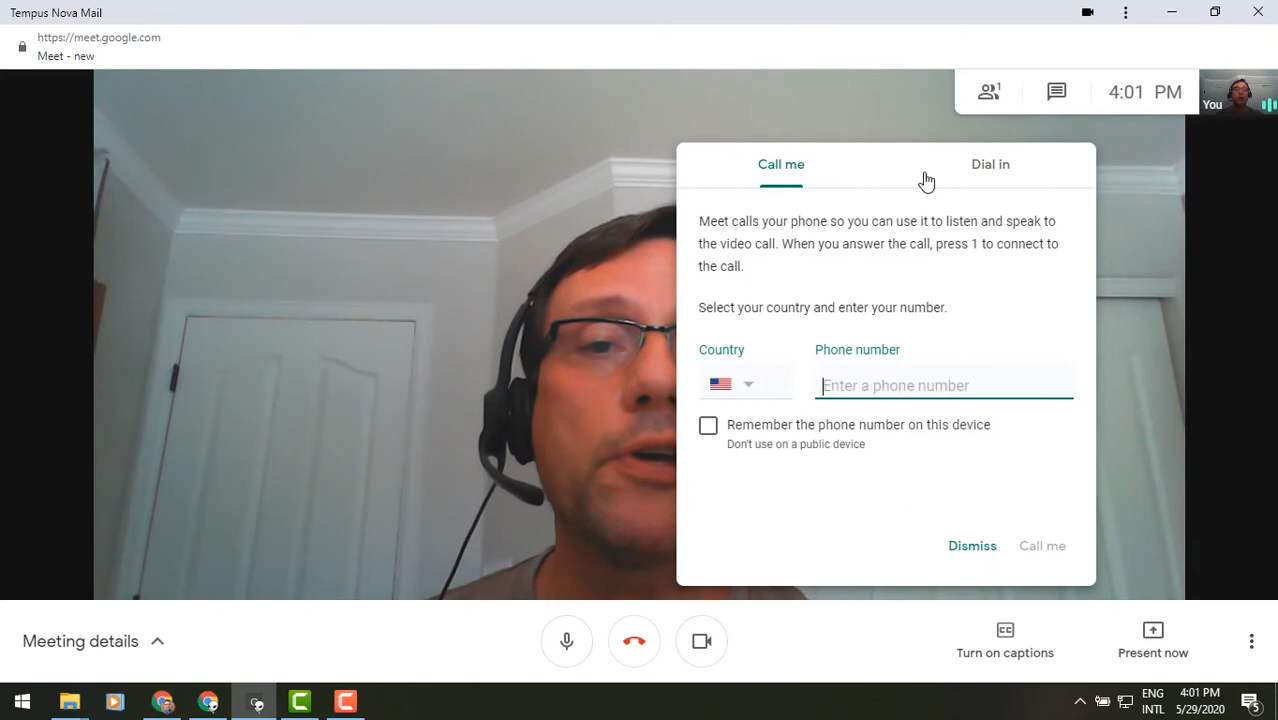 Tempus Nova Mail
https://meet.google.com
Meet - new
1
4:01 PM
You
Call me
Dial in
Meet calls your phone so you can use it to listen and speak to
the video call. When you answer the call, press 1 to connect to
the call.
Select your country and enter your number.
Country
Phone number
Enter a phone number
Remember the phone number on this device
Don't use on a public device
Dismiss
Call me
Meeting details
CC
Turn on captions
Present now
ENG
INTL
4:01 PM
5/29/2020
5